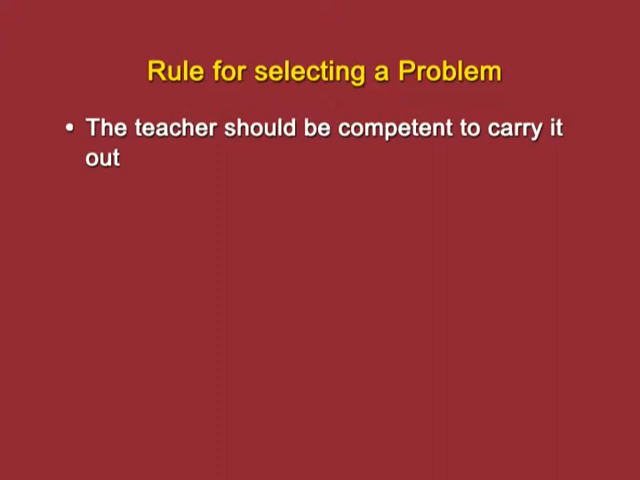 Rule for selecting a Problem
• The teacher should be competent to carry it
out